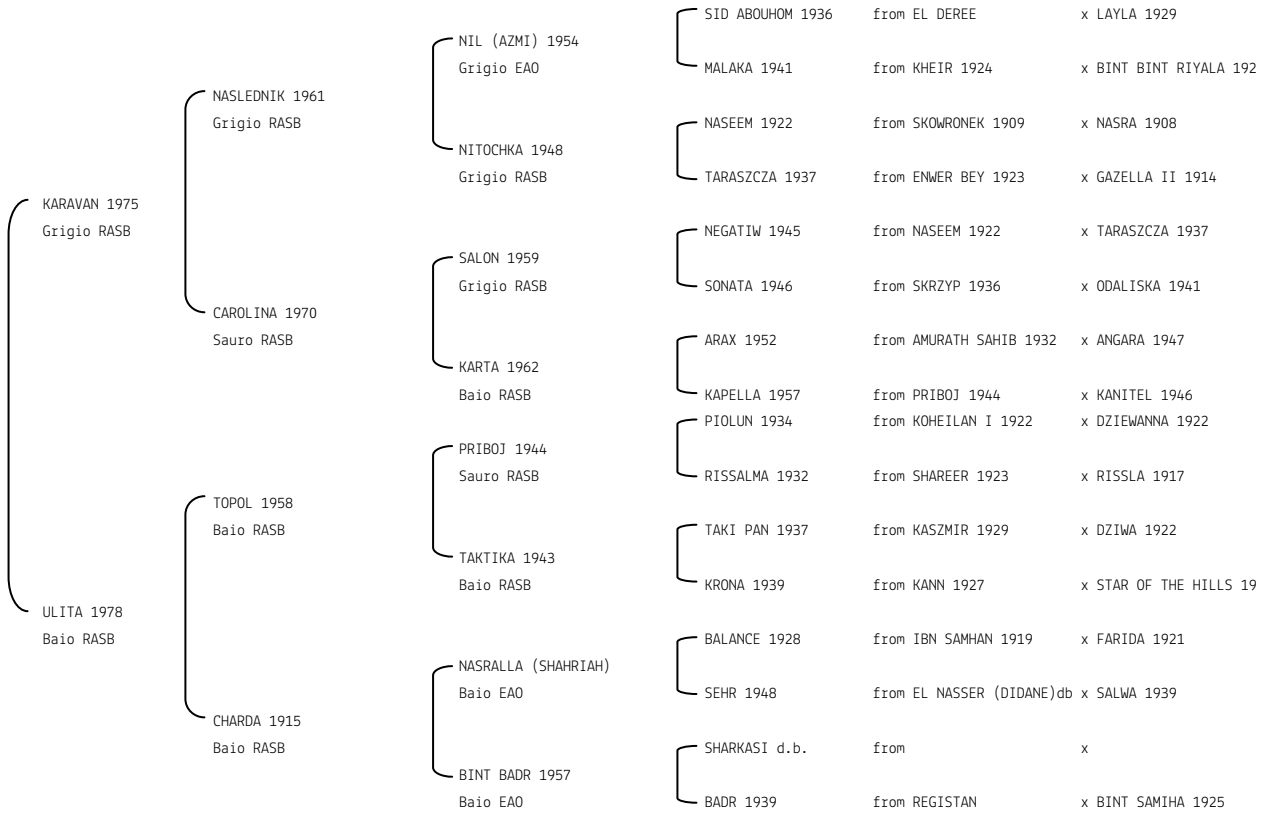 SID ABOUHOM 1936 from EL DEREE x LAYLA 1929
NIL (AZMI) 1954
Grigio EAO
MALAKA 1941 from KHEIR 1924 x BINT BINT RIYALA 192
NASLEDNIK 1961
Grigio RASB
NASEEM 1922 from SKOWRONEK 1909 x NASRA 1908
NITOCHKA 1948
Grigio RASB
TARASZCZA 1937 from ENWER BEY 1923 x GAZELLA II 1914
KARAVAN 1975
Grigio RASB
NEGATIW 1945 from NASEEM 1922 x TARASZCZA 1937
SALON 1959
Grigio RASB
SONATA 1946 from SKRZYP 1936 x ODALISKA 1941
CAROLINA 1970
Sauro RASB
ARAX 1952 from AMURATH SAHIB 1932 x ANGARA 1947
KARTA 1962
Baio RASB
KAPELLA 1957 from PRIBOJ 1944 x KANITEL 1946
PIOLUN 1934 from KOHEILAN I 1922 x DZIEWANNA 1922
PRIBOJ 1944
Sauro RASB
RISSALMA 1932 from SHAREER 1923 x RISSLA 1917
TOPOL 1958
Baio RASB
TAKI PAN 1937 from KASZMIR 1929 x DZIWA 1922
TAKTIKA 1943
Baio RASB
KRONA 1939 from KANN 1927 x STAR OF THE HILLS 19
ULITA 1978
Baio RASB
BALANCE 1928 from IBN SAMHAN 1919 x FARIDA 1921
NASRALLA (SHAHRIAH)
Baio EAO
SEHR 1948 from EL NASSER (DIDANE)db x SALWA 1939
CHARDA 1915
Baio RASB
SHARKASI d.b. from x
BINT BADR 1957
Baio EAO
BADR 1939 from REGISTAN x BINT SAMIHA 1925